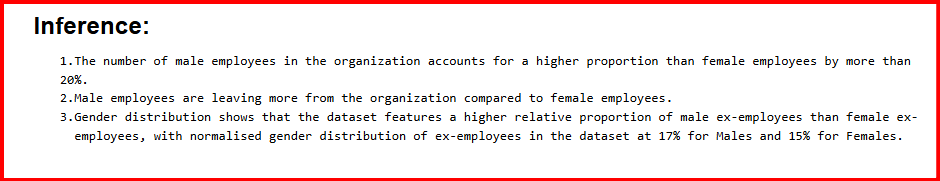 Inference:
1.The number of male employees in the organization accounts for a higher proportion than female employees by more than
20%.
2.Male employees are leaving more from the organization compared to female employees.
3.Gender distribution shows that the dataset features a higher relative proportion of male ex-employees than female ex-
employees, with normalised gender distribution of ex-employees in the dataset at 17% for Males and 15% for Females.